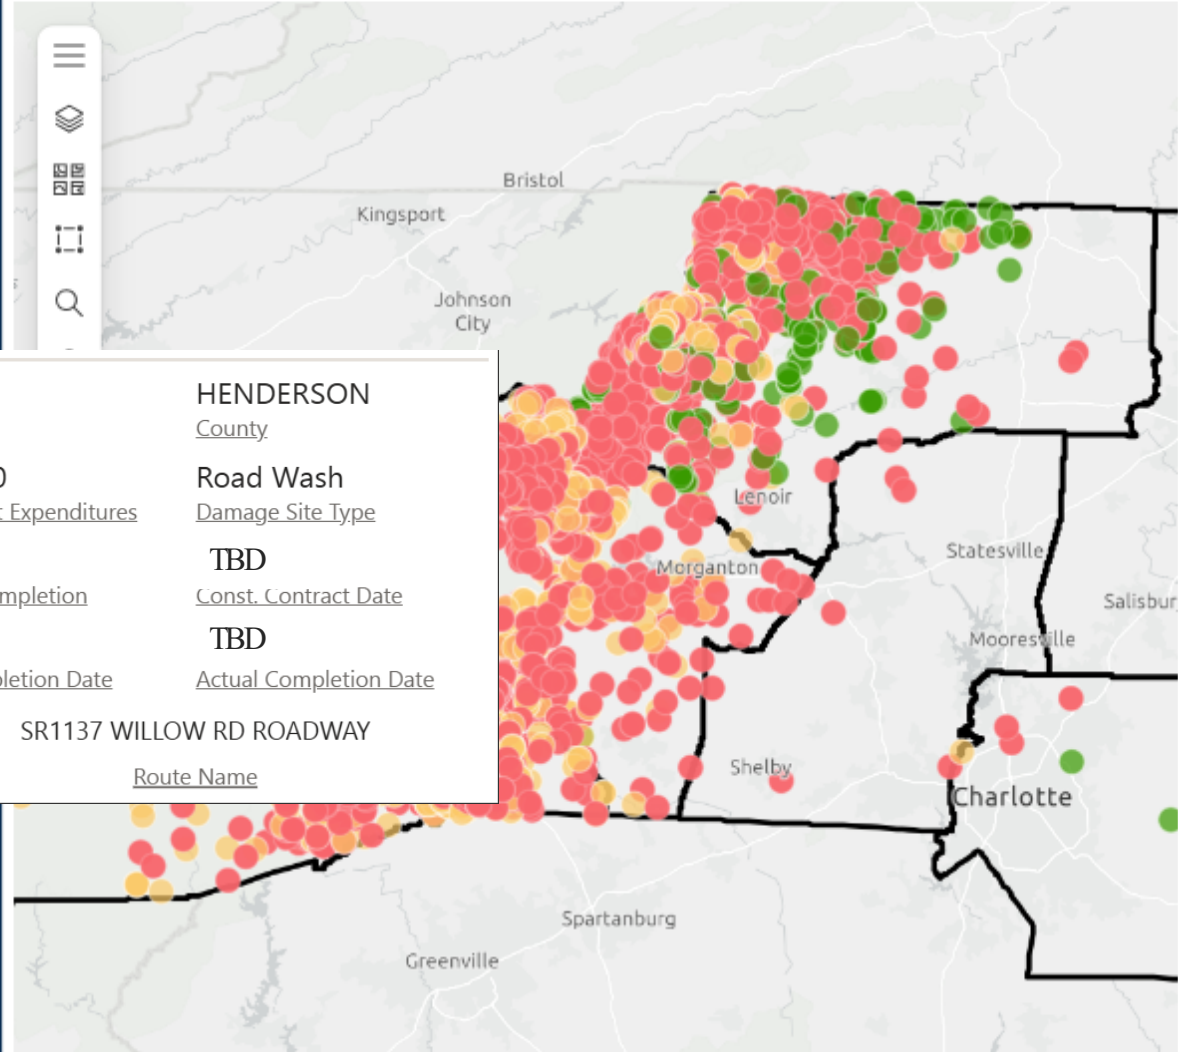 Bristol
Kingsport
Johnson
City
HENDERSON
County
0
Road Wash
t Expenditures
Damage Site Type
TBD
mpletion
Const. Contract Date
TBD
letion Date
Actual Completion Date
SR1137 WILLOW RD ROADWAY
Route Name
Lenoir
Morganton
Statesville
Salisbur
Mooresville
Shelby
Charlotte
Spartanburg
Greenville